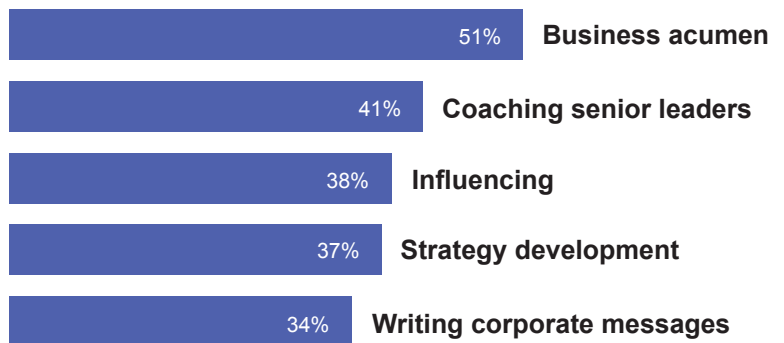 51% Business acumen
41% Coaching senior leaders
38% Influencing
37% Strategy development
34% Writing corporate messages